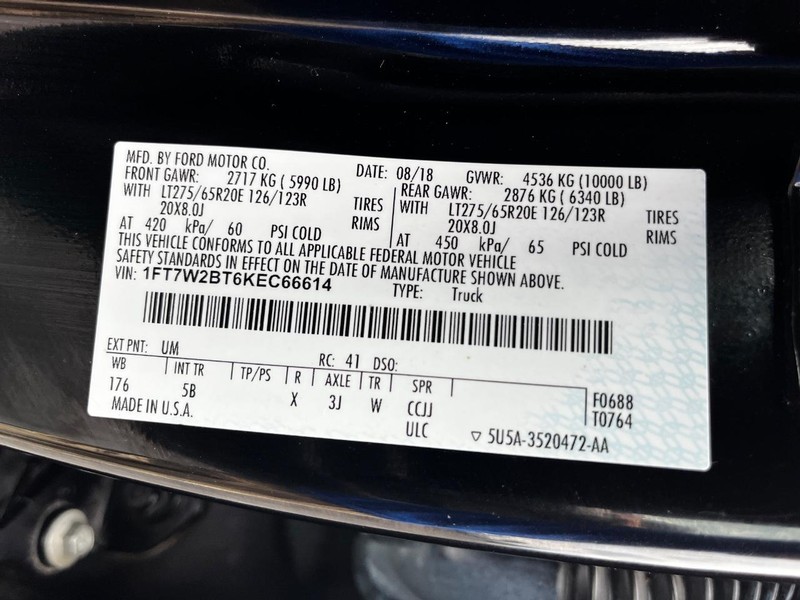 MFD. BY FORD MOTOR CO. DATE: 08/18 GVWR: 4536 KG (10000 LB)
FRONT GAWR: 2717 KG ( 5990 LB) REAR GAWR: 2876 KG ( 6340 LB)
WITH LT275/65R20E 126/123R TIRES WITH LT275/65R20E 126/123R TIRES
20X8.0J RIMS 20X8.0J RIMS
AT 420 kPa/ 60 PSI COLD AT 450 kPa/ 65 PSI COLD
THIS VEHICLE CONFORMS TO ALL APPLICABLE FEDERAL MOTOR VEHICLE
SAFETY STANDARDS IN EFFECT ON THE DATE OF MANUFACTURE SHOWN ABOVE.
VIN: 1FT7W2BT6KEC66614 TYPE: Truck
EXT PNT: UM RC: 41 DSO:
WB INT TR TP/PS R AXLE TR SPR
176 5B X 3J W CCJJ F0688
MADE IN U.S.A. ULC T0764
5U5A-3520472-AA